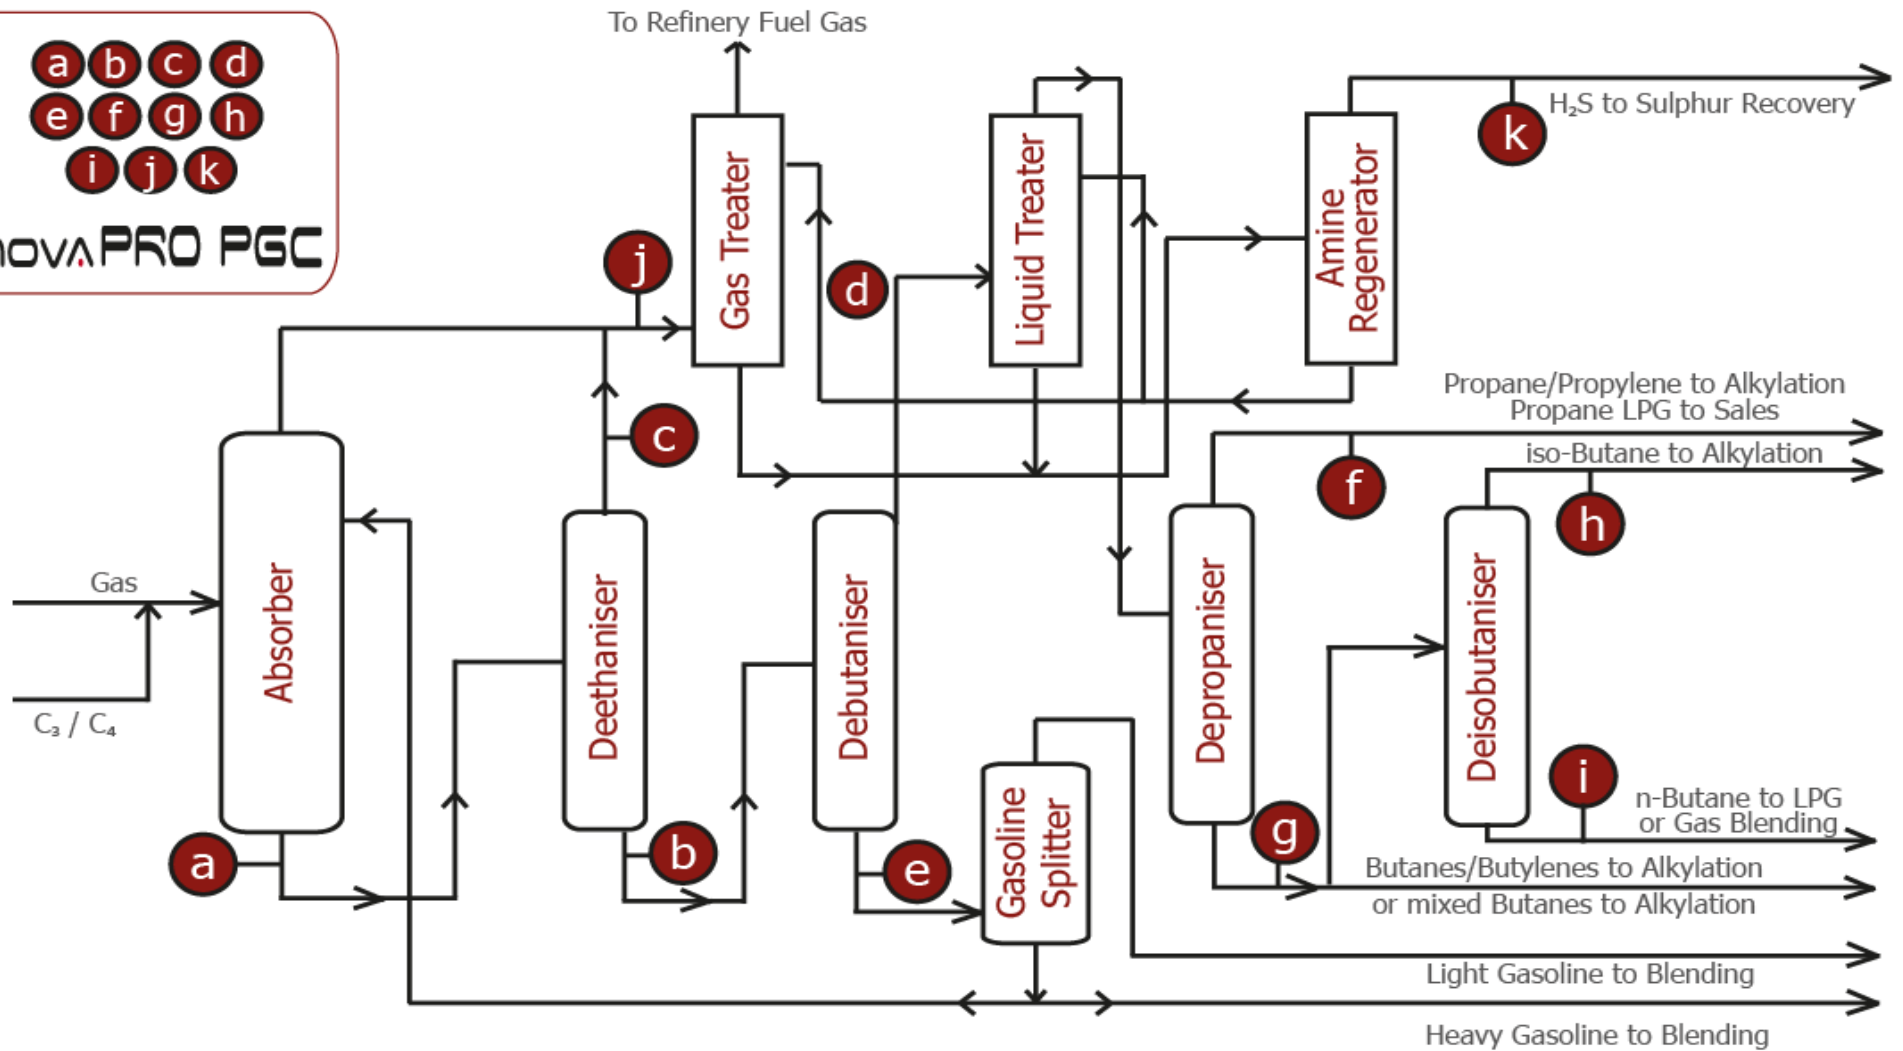 To Refinery Fuel Gas
a b c d
e f g h
i j k
PRO PGC
H₂S to Sulphur Recovery
k
j
d
c
Gas Treater
Liquid Treater
Amine
Regenerator
Propane/Propylene to Alkylation
Propane LPG to Sales
iso-Butane to Alkylation
f
h
Gas
C₃ / C₄
Absorber
Deethaniser
Debutaniser
Depropaniser
Deisobutaniser
Gasoline
Splitter
a
b
e
g
i
n-Butane to LPG
or Gas Blending
Butanes/Butylenes to Alkylation
or mixed Butanes to Alkylation
Light Gasoline to Blending
Heavy Gasoline to Blending